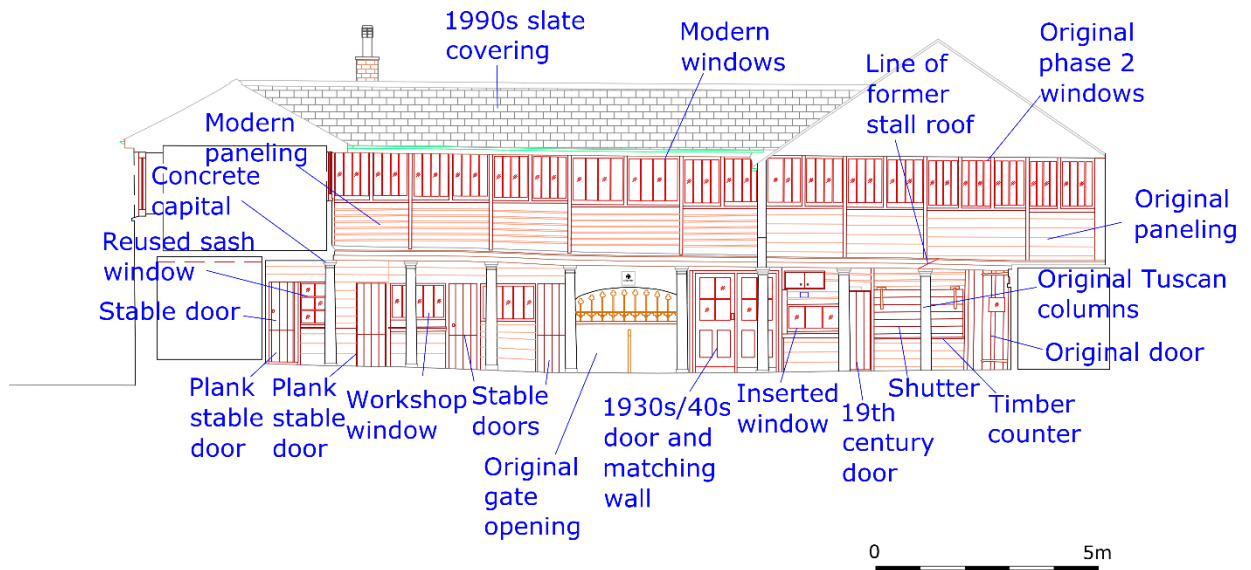 1990s slate
covering
Modern
windows
Line of
former
stall roof
Original
phase 2
windows
Modern
paneling
Concrete
capital
Reused sash
window
Stable door
Original
paneling
Original Tuscan
columns
Original door
Plank
stable
door
Plank
stable
door
Workshop
window
Stable
doors
Original
gate
opening
1930s/40s
door and
matching
wall
Inserted
window
19th
century
door
Shutter
Timber
counter
0
5m